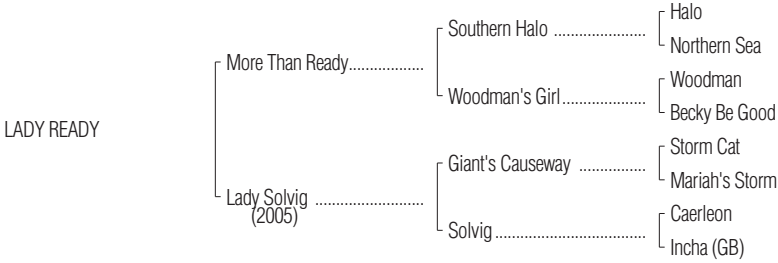 Halo
Southern Halo ......................
Northern Sea
More Than Ready..................
Woodman
Woodman's Girl....................
Becky Be Good
LADY READY
Storm Cat
Giant's Causeway ................
Mariah's Storm
Lady Solvig ..........................
(2005)
Caerleon
Solvig....................................
Incha (GB)